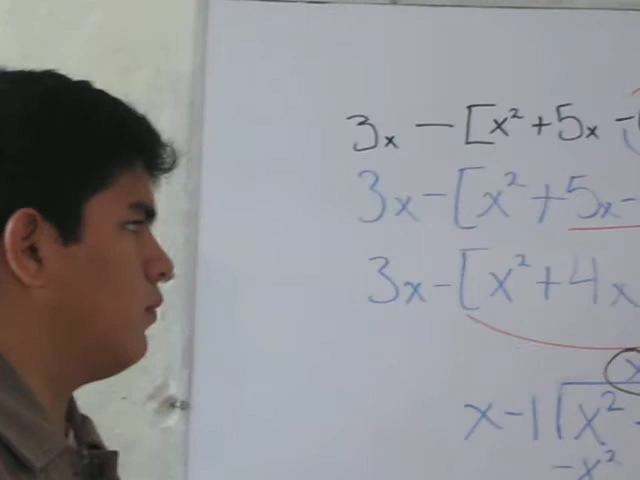 3x - [x² + 5x -
3x - [x² + 5x -
3x - [x² + 4x
x
x - 1 √x² -
-x²